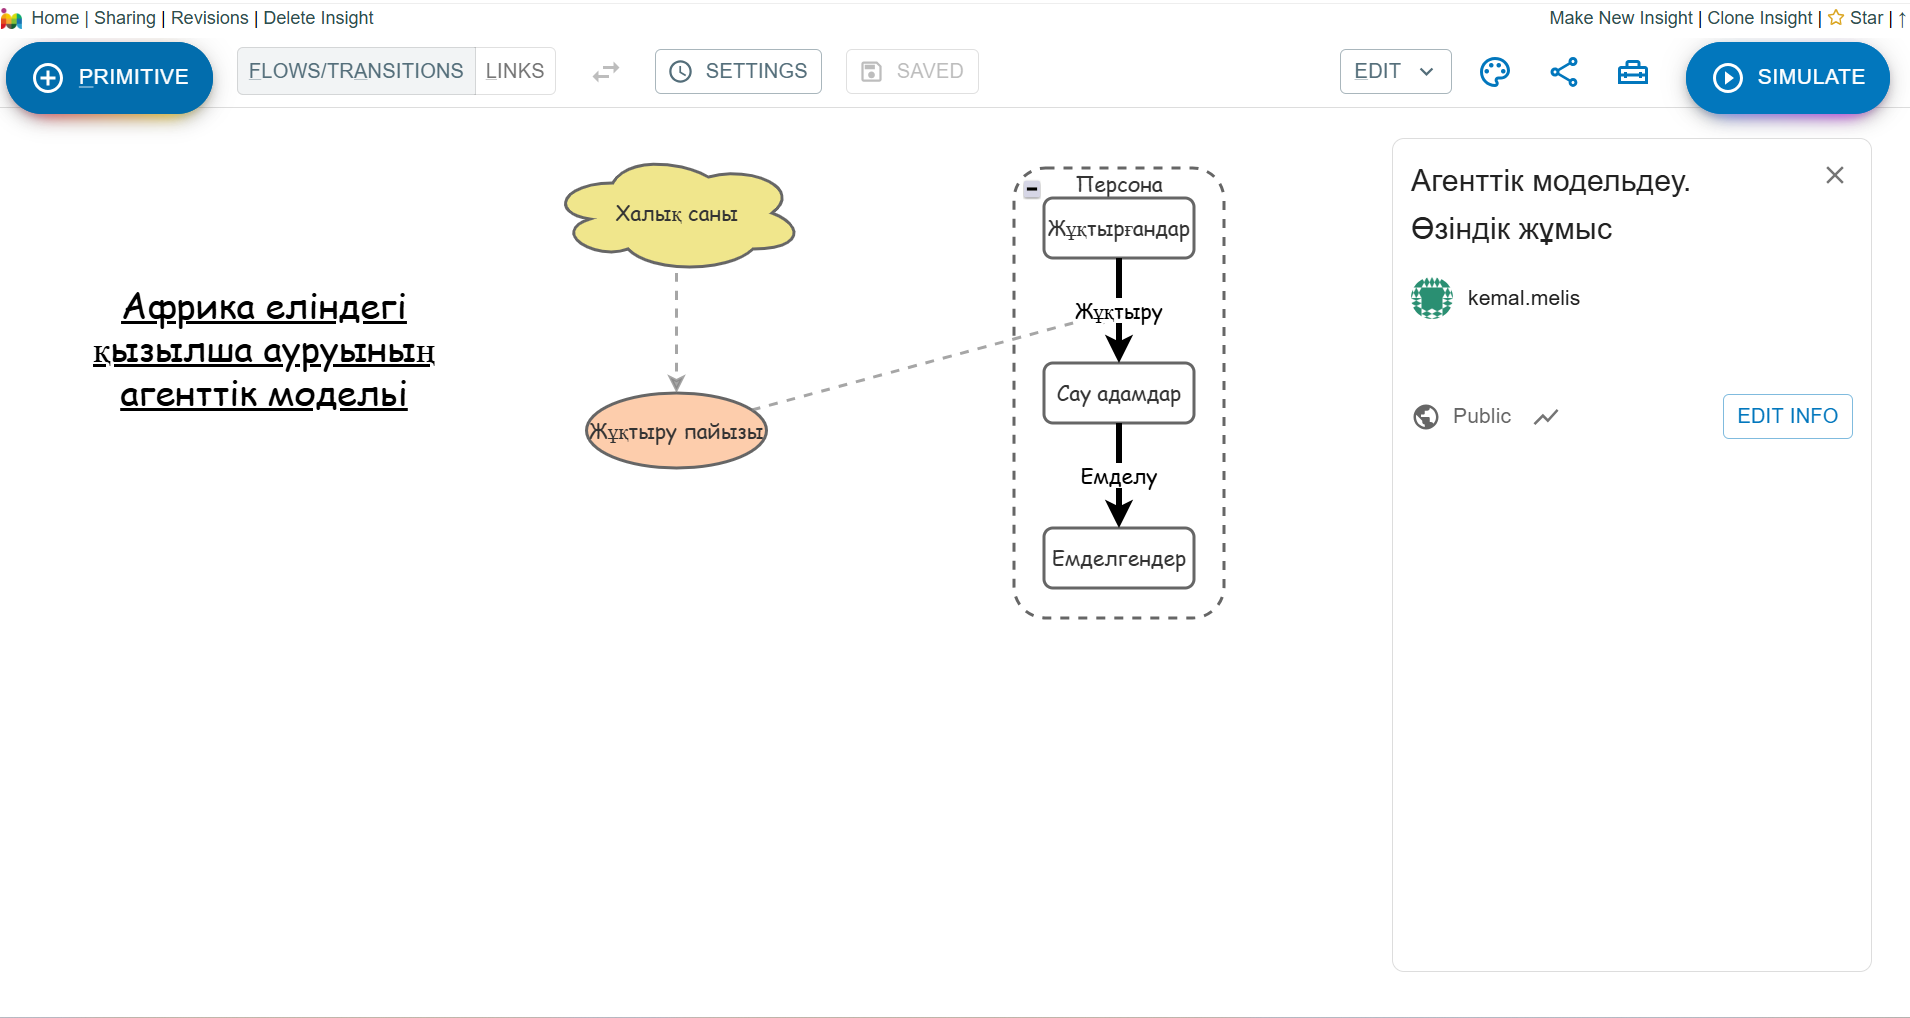 Home | Sharing | Revisions | Delete Insight
Make New Insight | Clone Insight | Star | ↑
PRIMITIVE
FLOWS/TRANSITIONS
LINKS
SETTINGS
SAVED
EDIT
SIMULATE
Африка еліндегі
қызылша ауруының
агенттік моделы
Халық саны
Жұқтыру пайызы
Персона
Жұқтырғандар
Жұқтыру
Сау адамдар
Емделу
Емделгендер
Агенттік модельдеу.
Өзіндік жұмыс
kemal.melis
Public
EDIT INFO